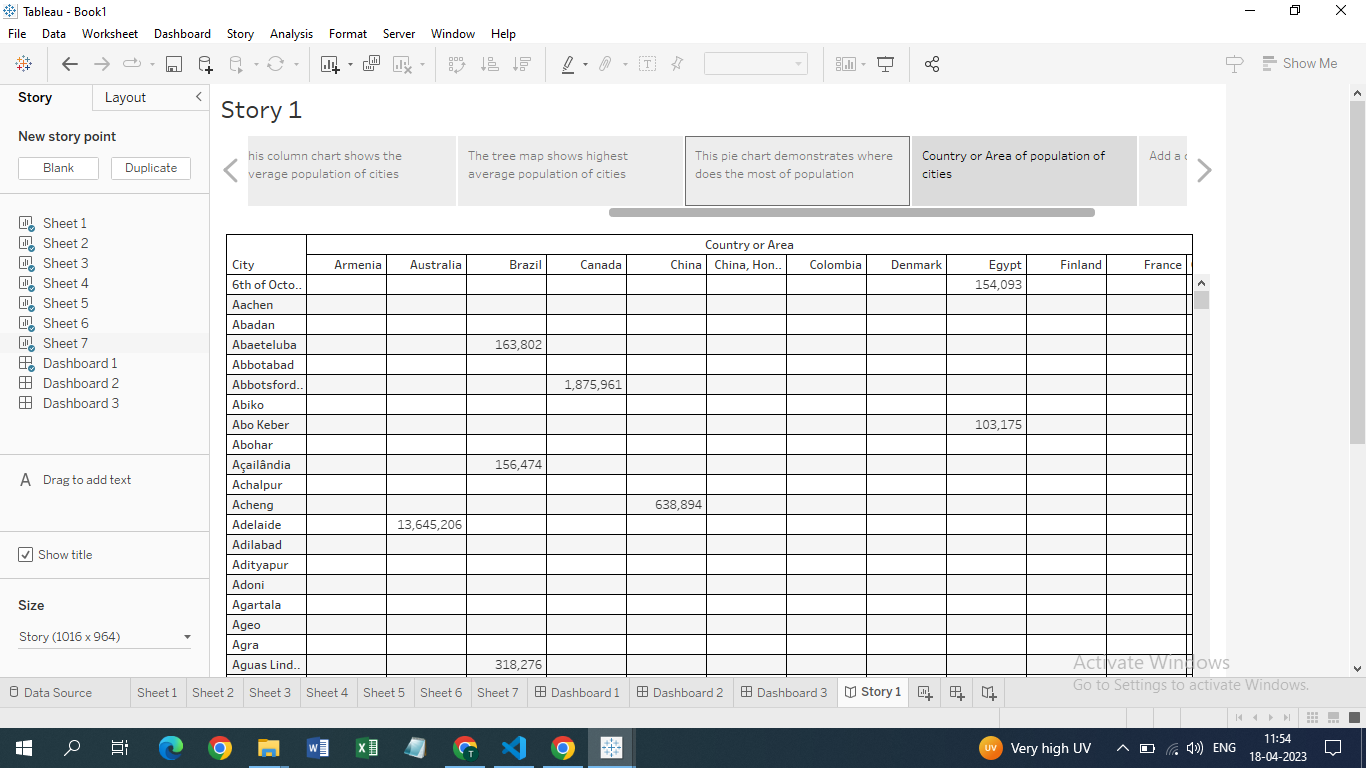 Tableau - Book1
File Data Worksheet Dashboard Story Analysis Format Server Window Help
Show Me
Story Layout
New story point
Blank Duplicate
Sheet 1
Sheet 2
Sheet 3
Sheet 4
Sheet 5
Sheet 6
Sheet 7
Dashboard 1
Dashboard 2
Dashboard 3
A Drag to add text
Show title
Size
Story (1016 x 964)
Story 1
his column chart shows the
verage population of cities
The tree map shows highest
average population of cities
This pie chart demonstrates where
does the most of population
Country or Area of population of
cities
Add a c
Country or Area
City Armenia Australia Brazil Canada China China, Hon.. Colombia Denmark Egypt Finland France
6th of Octo.. 154,093
Aachen
Abadan
Abaeteluba 163,802
Abbotabad
Abbotsford.. 1,875,961
Abiko
Abo Keber 103,175
Abohar
Açailândia 156,474
Achalpur
Acheng 638,894
Adelaide 13,645,206
Adilabad
Adityapur
Adoni
Agartala
Ageo
Agra
Aguas Lind.. 318,276
Activate Windows
Go to Settings to activate Windows.
Data Source Sheet 1 Sheet 2 Sheet 3 Sheet 4 Sheet 5 Sheet 6 Sheet 7 Dashboard 1 Dashboard 2 Dashboard 3 Story 1
UV Very high UV ENG 11:54
18-04-2023